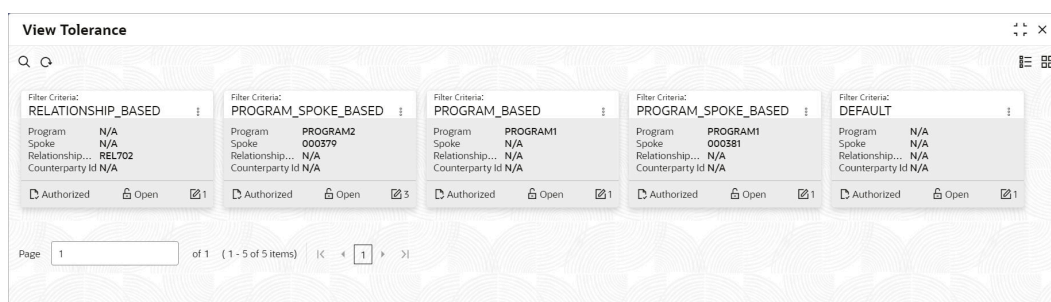 View Tolerance
Filter Criteria:
RELATIONSHIP_BASED
Program N/A
Spoke N/A
Relationship... REL702
Counterparty Id N/A
Authorized Open 1
Filter Criteria:
PROGRAM_SPOKE_BASED
Program PROGRAM2
Spoke 000379
Relationship... N/A
Counterparty Id N/A
Authorized Open 3
Filter Criteria:
PROGRAM_BASED
Program PROGRAM1
Spoke N/A
Relationship... N/A
Counterparty Id N/A
Authorized Open 1
Filter Criteria:
PROGRAM_SPOKE_BASED
Program PROGRAM1
Spoke 000381
Relationship... N/A
Counterparty Id N/A
Authorized Open 1
Filter Criteria:
DEFAULT
Program N/A
Spoke N/A
Relationship... N/A
Counterparty Id N/A
Authorized Open 1
Page 1 of 1 ( 1 - 5 of 5 items) 1